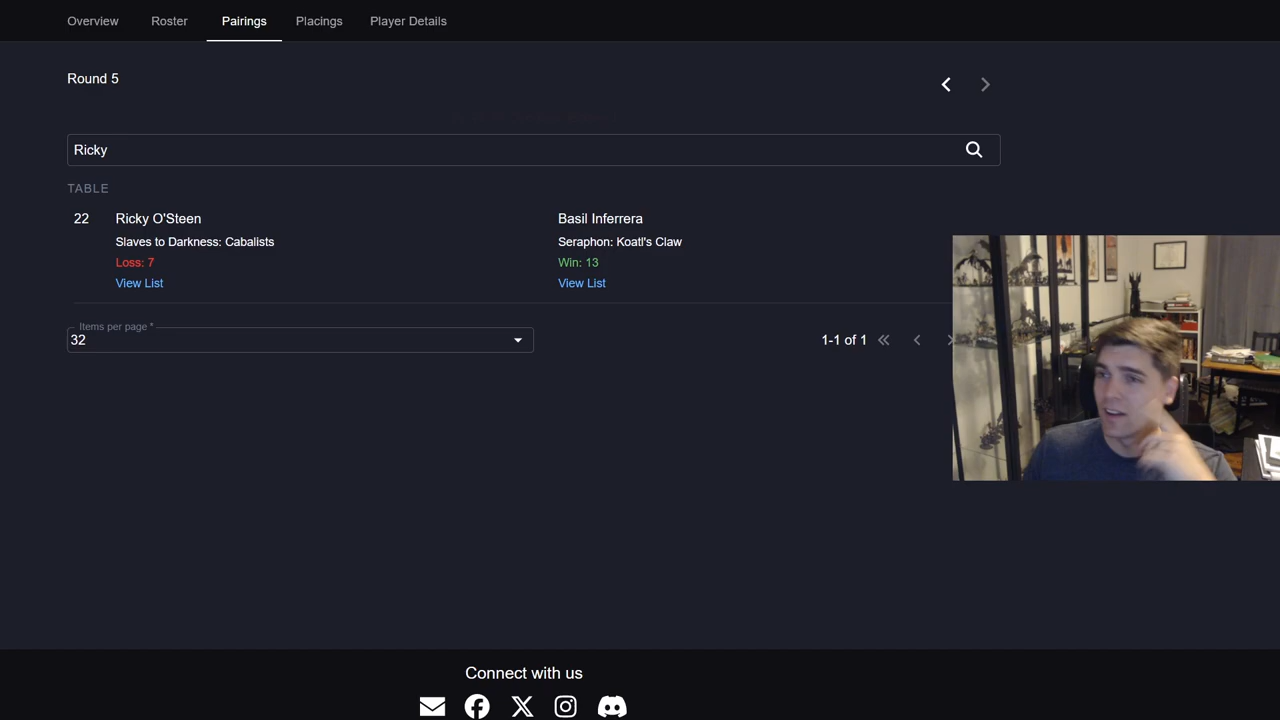 Overview Roster Pairings Placings Player Details
Round 5
Ricky
TABLE
22 Ricky O'Steen Basil Inferrera
Slaves to Darkness: Cabalists Seraphon: Koatl's Claw
Loss: 7 Win: 13
View List View List
Items per page *
32 1-1 of 1
Connect with us